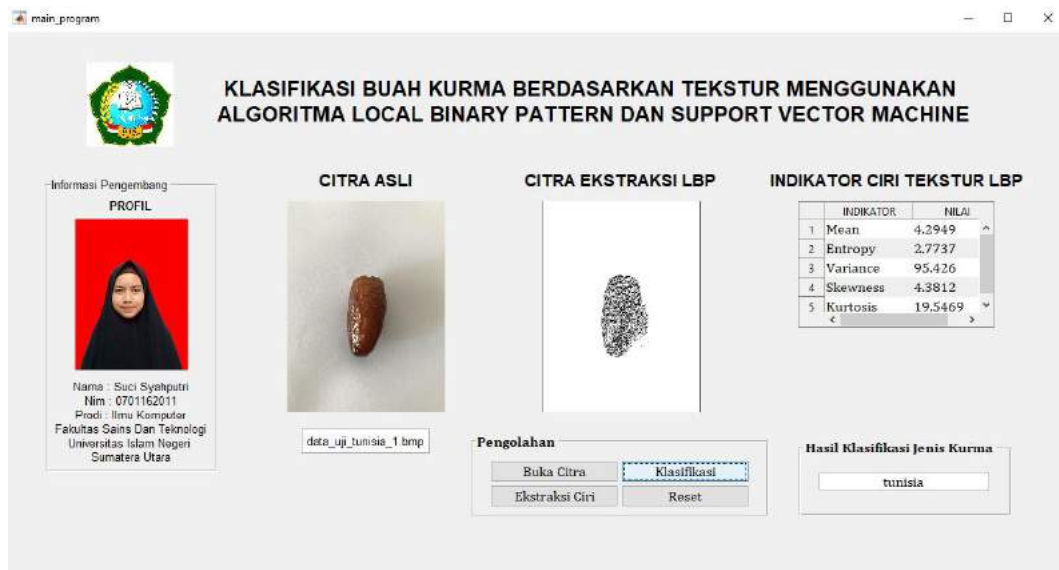 main_program
KLASIFIKASI BUAH KURMA BERDASARKAN TEKSTUR MENGGUNAKAN
ALGORITMA LOCAL BINARY PATTERN DAN SUPPORT VECTOR MACHINE
Informasi Pengembang
PROFIL
Nama : Suci Syahputri
Nim : 0701162011
Prodi : Ilmu Komputer
Fakultas Sains Dan Teknologi
Universitas Islam Negeri
Sumatera Utara
CITRA ASLI
data_uji_tunisia_1.bmp
CITRA EKSTRAKSI LBP
INDIKATOR CIRI TEKSTUR LBP
INDIKATOR NILAI
1 Mean 4.2949
2 Entropy 2.7737
3 Variance 95.426
4 Skewness 4.3812
5 Kurtosis 19.5469
Pengolahan
Buka Citra Klasifikasi
Ekstraksi Ciri Reset
Hasil Klasifikasi Jenis Kurma
tunisia